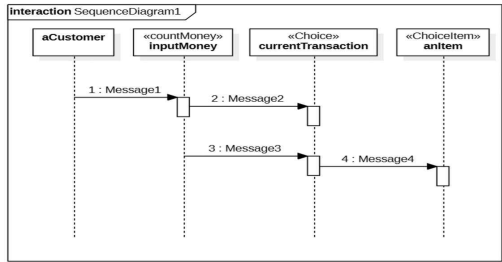 interaction SequenceDiagram1
aCustomer
«countMoney»
inputMoney
«Choice»
currentTransaction
«ChoiceItem»
anItem
1 : Message1
2 : Message2
3 : Message3
4 : Message4